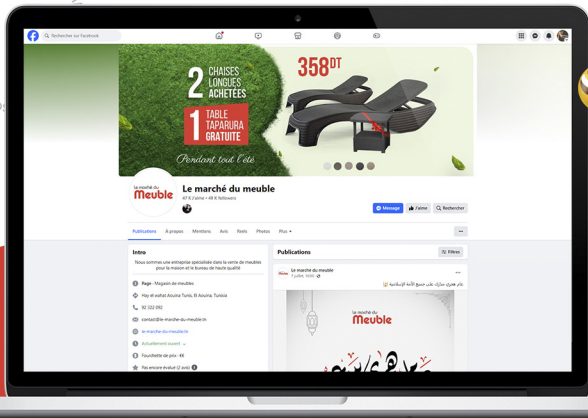 Rechercher sur Facebook
2 CHAISES
LONGUES
ACHETÉES
1 TABLE
TAPARURA
GRATUITE
Pendant tout l'été
358DT
le marché du
Meuble
Le marché du meuble
47 K J'aime • 49 K followers
Message
J'aime
Rechercher
Publications
À propos
Mentions
Avis
Reels
Photos
Plus
Intro
Nous sommes une entreprise spécialisée dans la vente de meubles
pour la maison et le bureau de haute qualité
Page · Magasin de meubles
Hay el wafrat Aouina Tunis, El Aouina, Tunisia
contact@le-marche-du-meuble.tn
le-marche-du-meuble.tn
Actuellement ouvert
Fourchette de prix · €€
Pas encore évalué (2 avis)
Publications
Filtres
Le marché du meuble
1 juillet
عام هجري مبارك على جميع الأمة الإسلامية
le marché du
Meuble